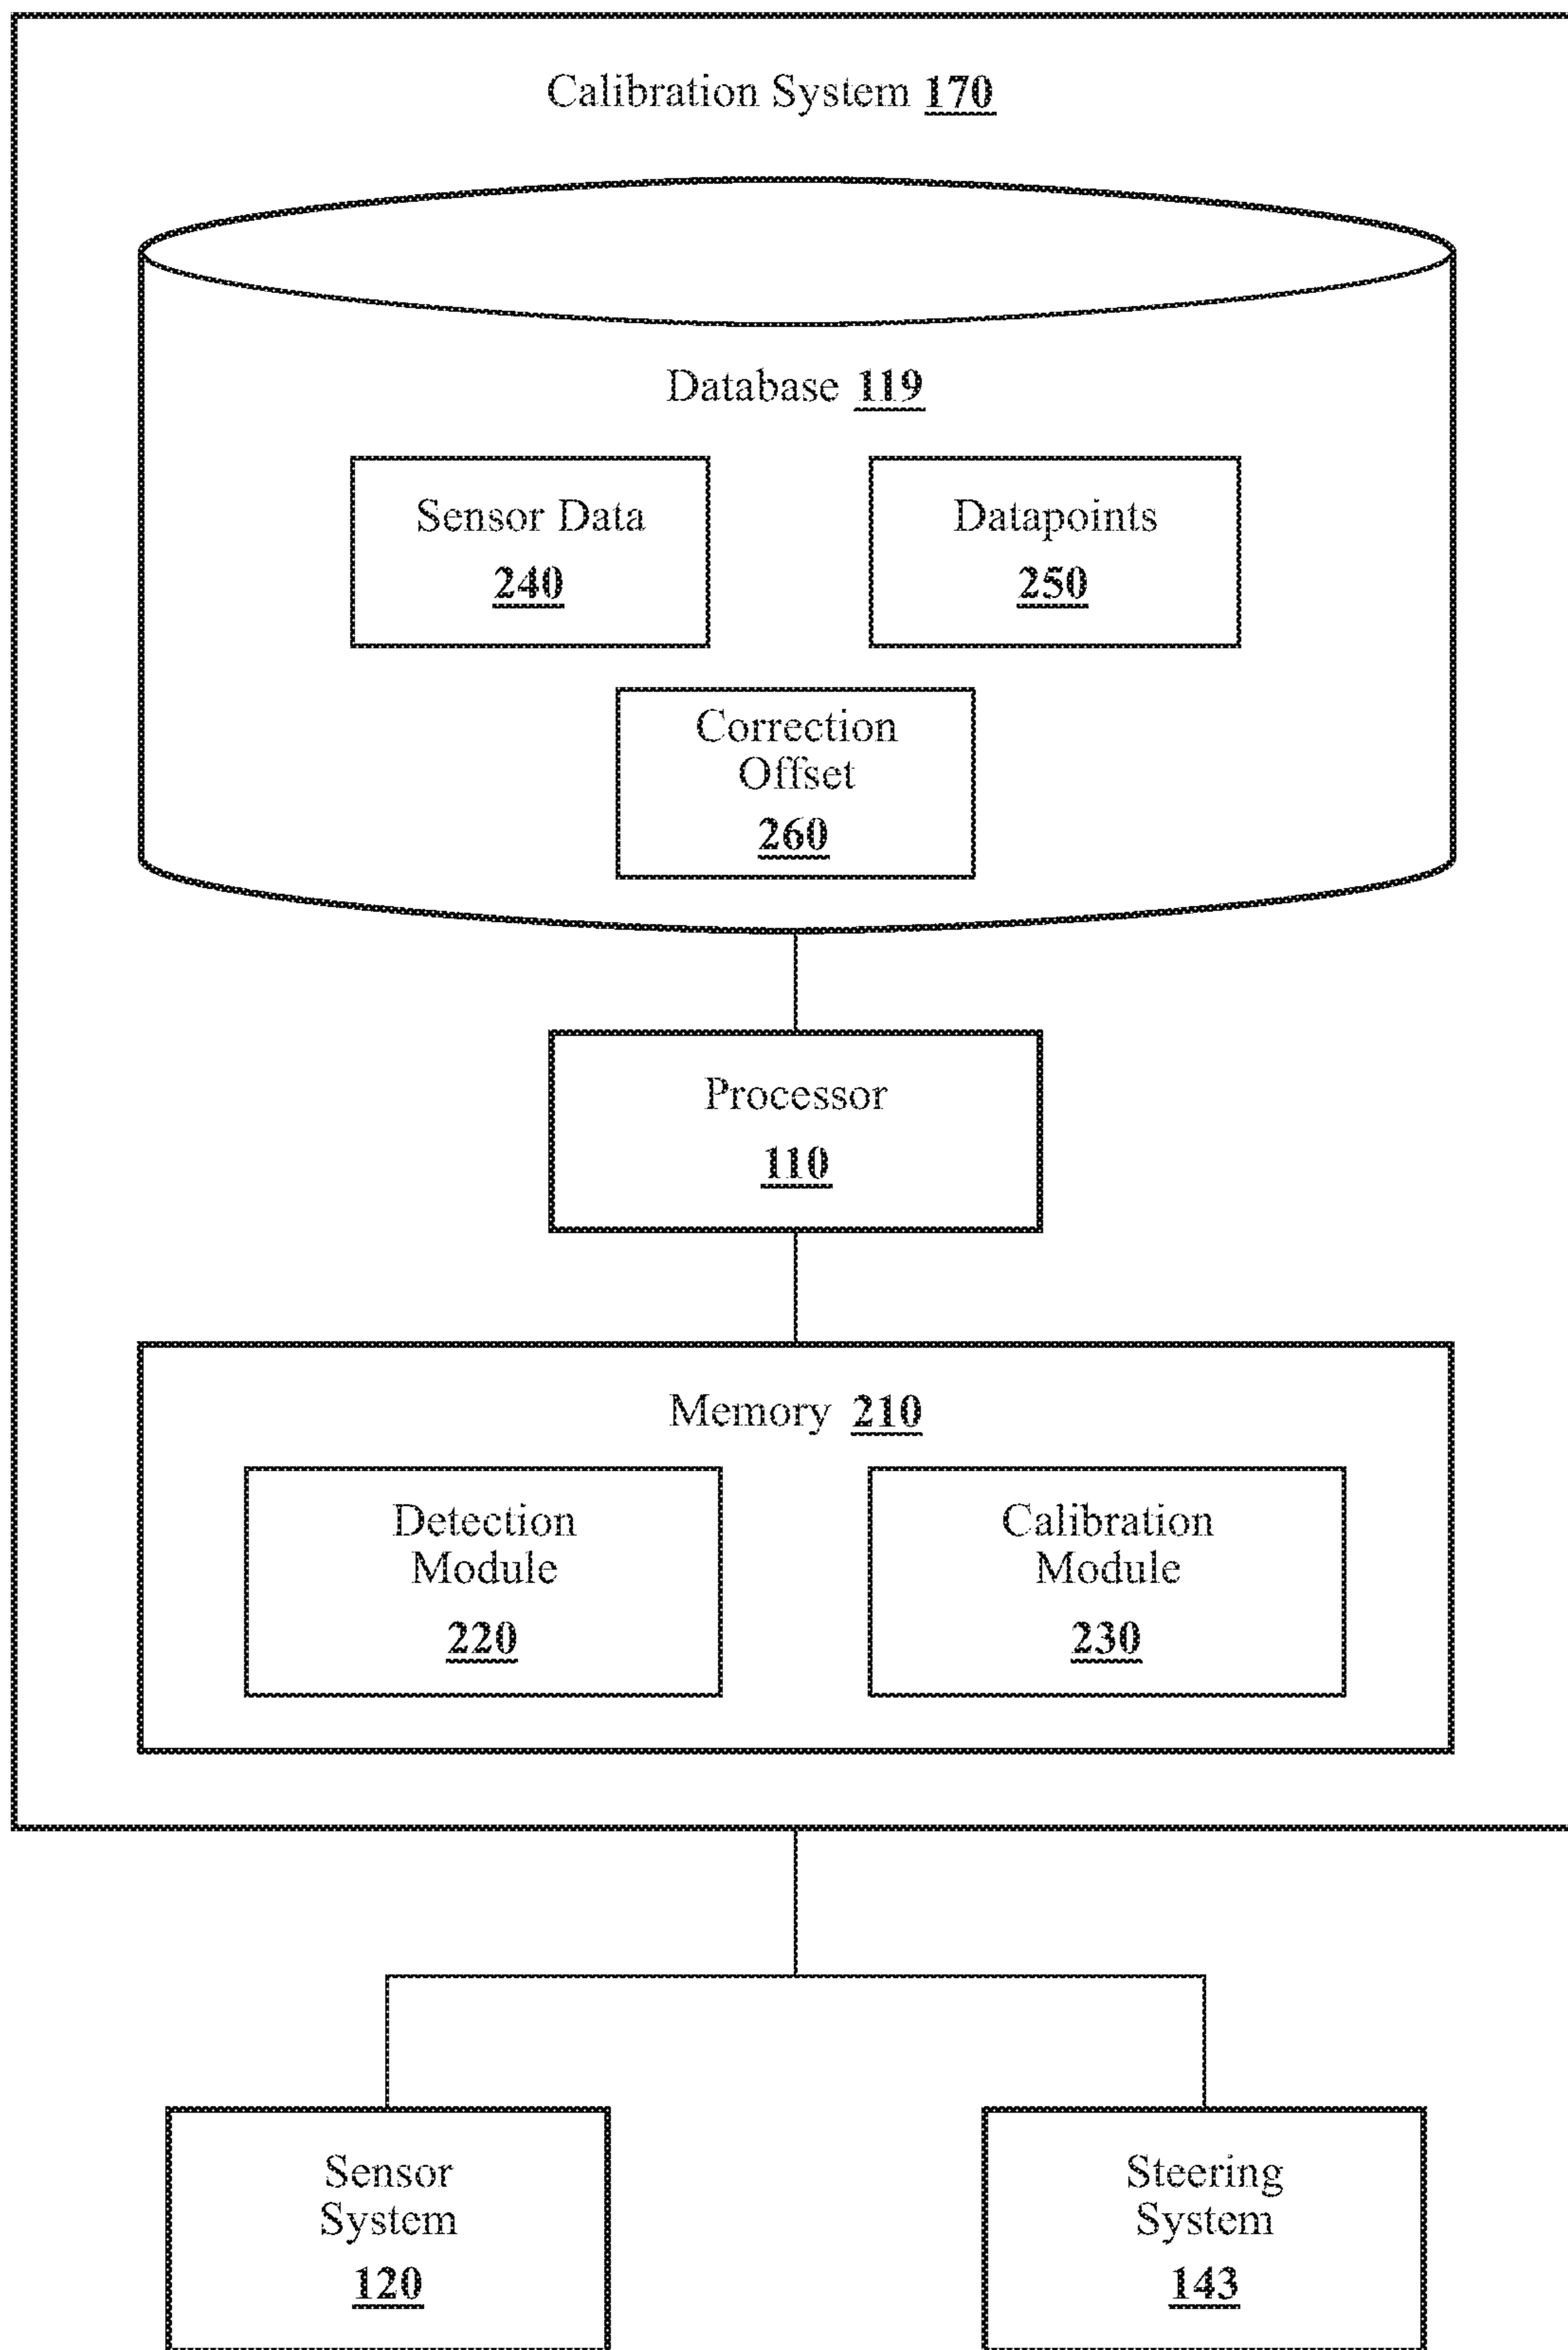 Calibration System 170
Database 119
Sensor Data
240
Datapoints
250
Correction
Offset
260
Processor
110
Memory 210
Detection
Module
220
Calibration
Module
230
Sensor
System
120
Steering
System
143